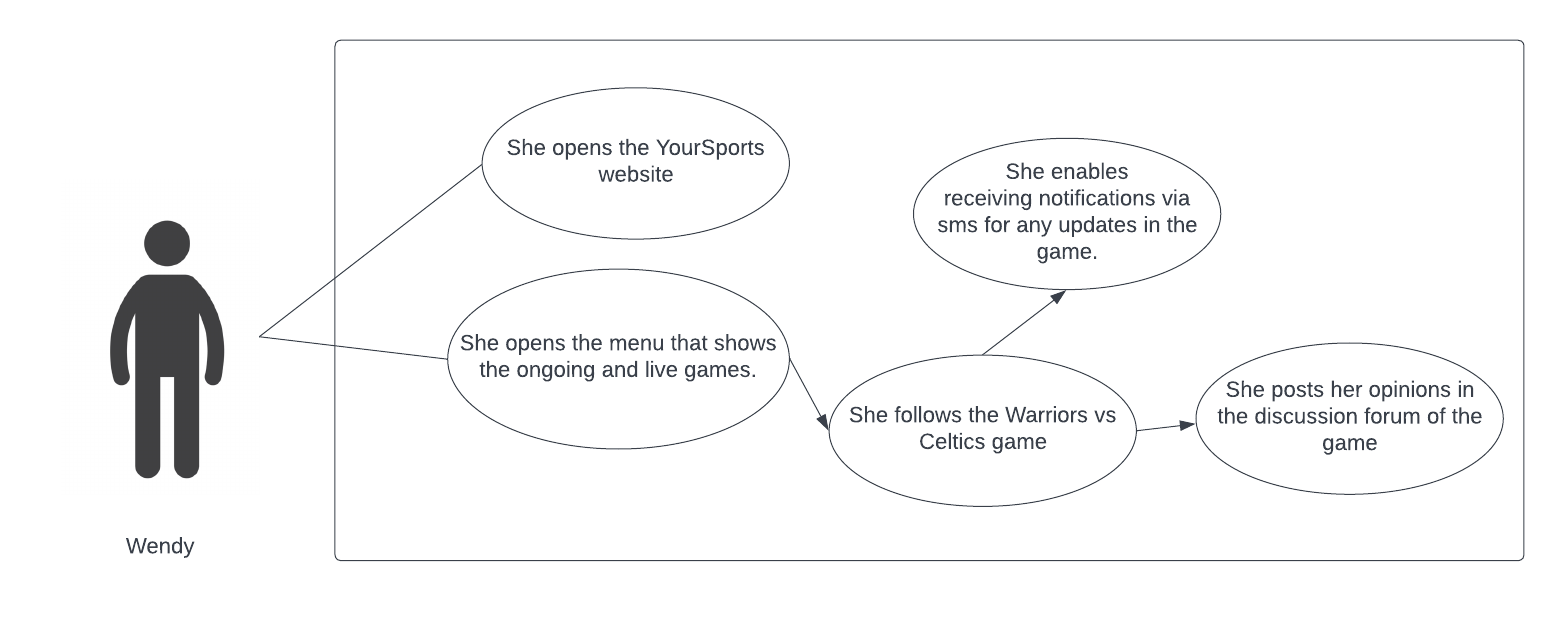 She opens the YourSports
website
She enables
receiving notifications via
sms for any updates in the
game.
She opens the menu that shows
the ongoing and live games.
She follows the Warriors vs
Celtics game
She posts her opinions in
the discussion forum of the
game
Wendy